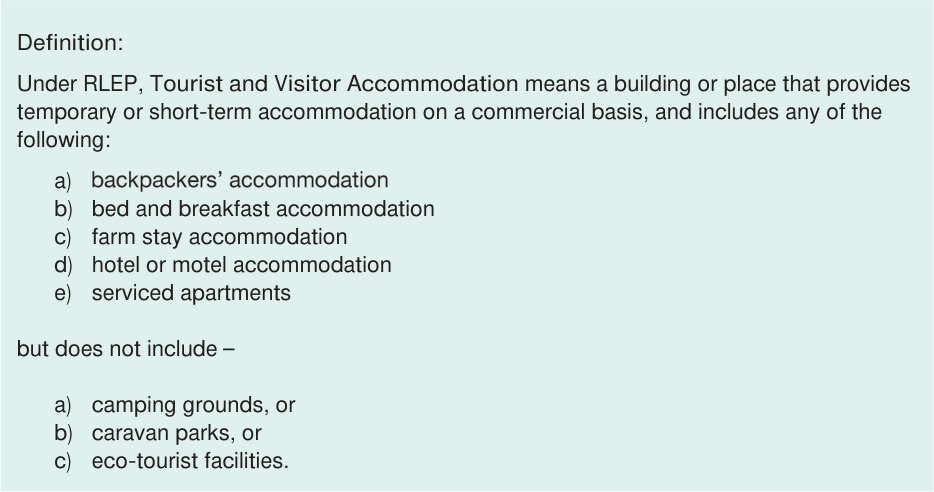 Definition:
Under RLEP, Tourist and Visitor Accommodation means a building or place that provides
temporary or short-term accommodation on a commercial basis, and includes any of the
following:
a) backpackers’ accommodation
b) bed and breakfast accommodation
c) farm stay accommodation
d) hotel or motel accommodation
e) serviced apartments
but does not include –
a) camping grounds, or
b) caravan parks, or
c) eco-tourist facilities.